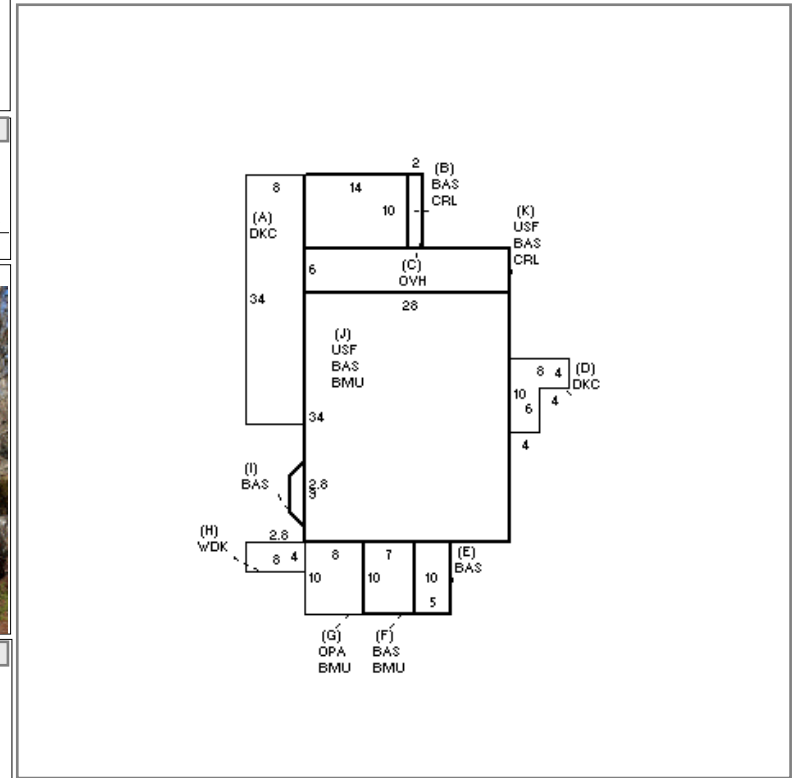 2
(B)
BAS
CRL
8
14
10
(A)
DKC
(K)
USF
BAS
CRL
6
(C)
OVH
28
34
(J)
USF
BAS
BMU
8 4
(D)
DKC
10
6
4
4
34
(I)
BAS
2.8
9
(H)
WDK
2.8
8 4
8
7
(E)
BAS
10
10
10
5
(G)
OPA
BMU
(F)
BAS
BMU